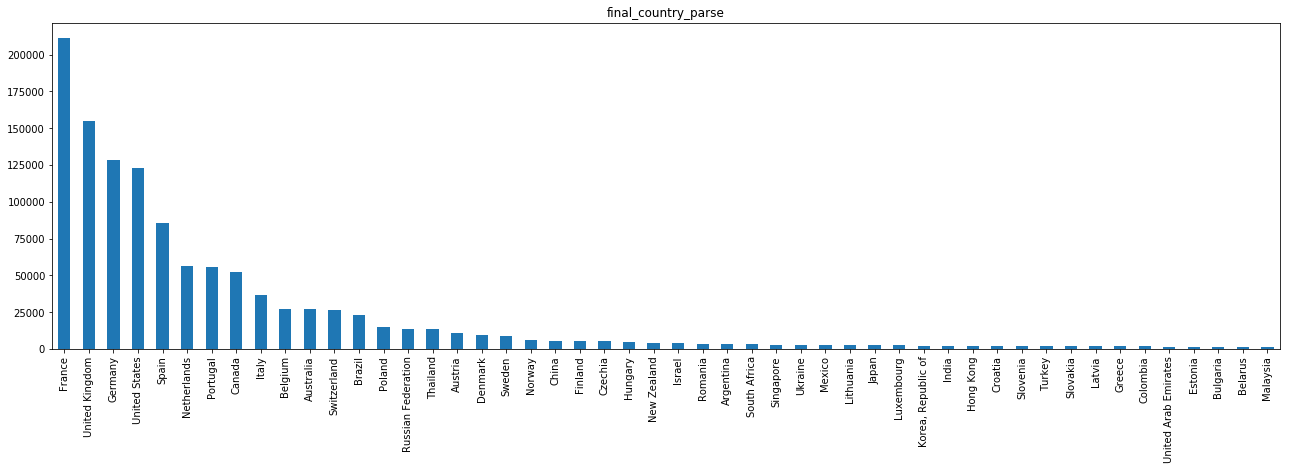 final_country_parse
200000
175000
150000
125000
100000
75000
50000
25000
0
France
United Kingdom
Germany
United States
Spain
Netherlands
Portugal
Canada
Italy
Belgium
Australia
Switzerland
Brazil
Poland
Russian Federation
Thailand
Austria
Denmark
Sweden
Norway
China
Finland
Czechia
Hungary
New Zealand
Israel
Romania
Argentina
South Africa
Singapore
Ukraine
Mexico
Lithuania
Japan
Luxembourg
Korea, Republic of
India
Hong Kong
Croatia
Slovenia
Turkey
Slovakia
Latvia
Greece
Colombia
United Arab Emirates
Estonia
Bulgaria
Belarus
Malaysia